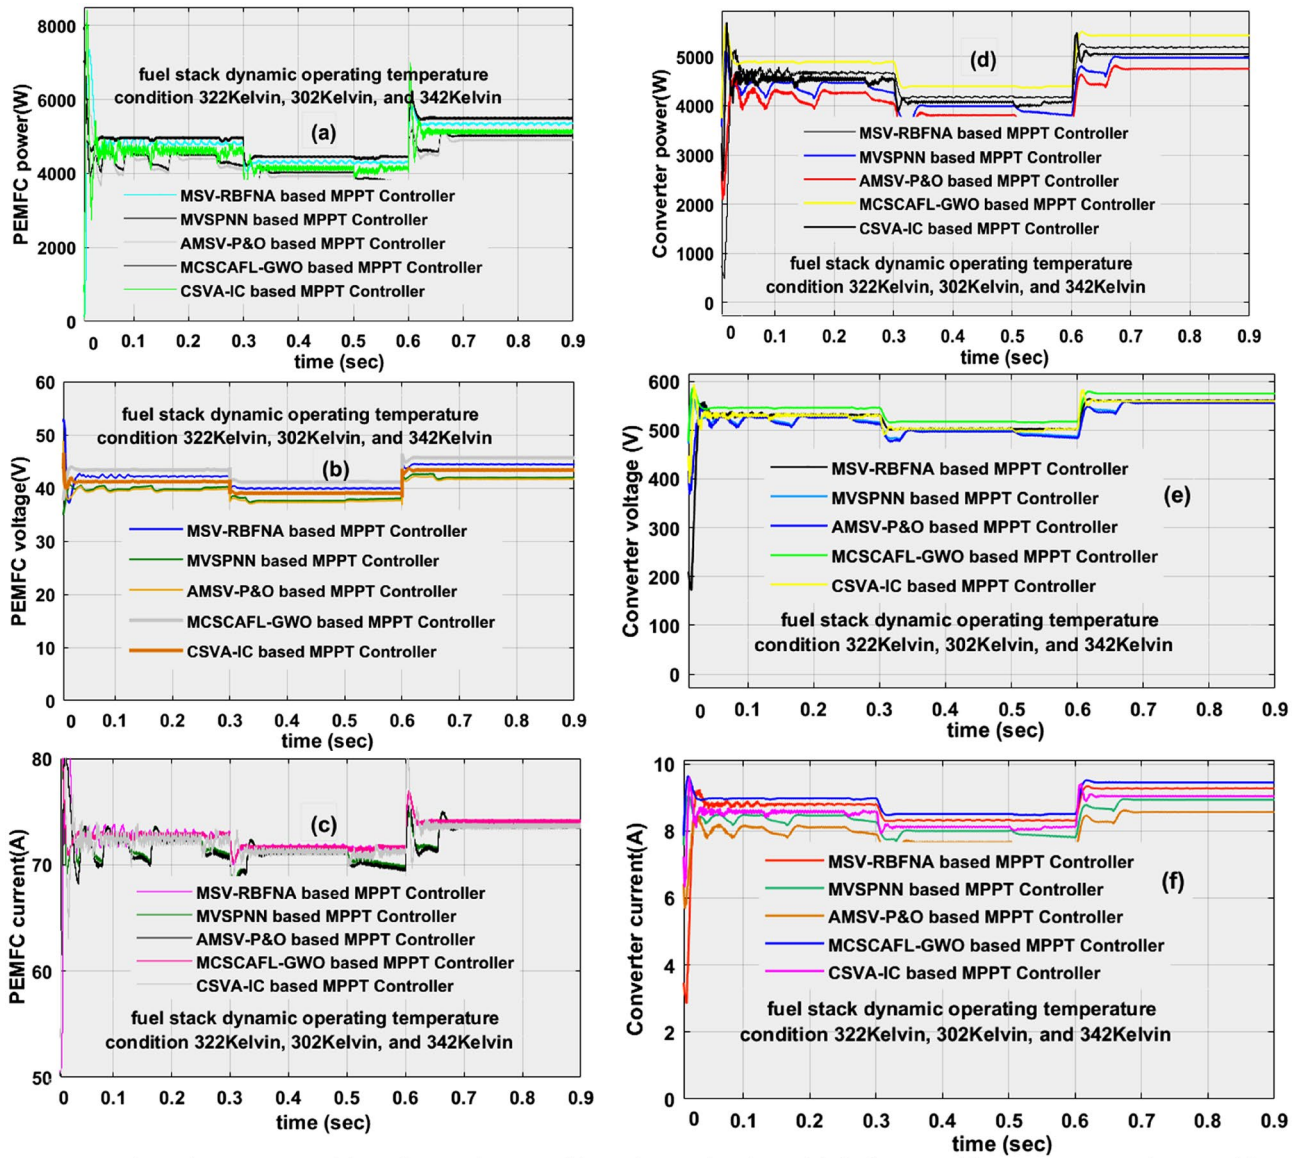 8000
6000
4000
2000
0
PEMFC power(W)
fuel stack dynamic operating temperature
condition 322Kelvin, 302Kelvin, and 342Kelvin
(a)
MSV-RBFNA based MPPT Controller
MVSPNN based MPPT Controller
AMSV-P&O based MPPT Controller
MCSCAFL-GWO based MPPT Controller
CSVA-IC based MPPT Controller
0 0.1 0.2 0.3 0.4 0.5 0.6 0.7 0.8 0.9
time (sec)
5000
4000
3000
2000
1000
0
Converter power(W)
(d)
MSV-RBFNA based MPPT Controller
MVSPNN based MPPT Controller
AMSV-P&O based MPPT Controller
MCSCAFL-GWO based MPPT Controller
CSVA-IC based MPPT Controller
fuel stack dynamic operating temperature
condition 322Kelvin, 302Kelvin, and 342Kelvin
0 0.1 0.2 0.3 0.4 0.5 0.6 0.7 0.8 0.9
time (sec)
60
50
40
30
20
10
0
PEMFC voltage(V)
fuel stack dynamic operating temperature
condition 322Kelvin, 302Kelvin, and 342Kelvin
(b)
MSV-RBFNA based MPPT Controller
MVSPNN based MPPT Controller
AMSV-P&O based MPPT Controller
MCSCAFL-GWO based MPPT Controller
CSVA-IC based MPPT Controller
0 0.1 0.2 0.3 0.4 0.5 0.6 0.7 0.8 0.9
time (sec)
600
500
400
300
200
100
0
Converter voltage (V)
MSV-RBFNA based MPPT Controller
MVSPNN based MPPT Controller
(e)
AMSV-P&O based MPPT Controller
MCSCAFL-GWO based MPPT Controller
CSVA-IC based MPPT Controller
fuel stack dynamic operating temperature
condition 322Kelvin, 302Kelvin, and 342Kelvin
0 0.1 0.2 0.3 0.4 0.5 0.6 0.7 0.8 0.9
time (sec)
80
70
60
50
PEMFC current(A)
(c)
MSV-RBFNA based MPPT Controller
MVSPNN based MPPT Controller
AMSV-P&O based MPPT Controller
MCSCAFL-GWO based MPPT Controller
CSVA-IC based MPPT Controller
fuel stack dynamic operating temperature
condition 322Kelvin, 302Kelvin, and 342Kelvin
0 0.1 0.2 0.3 0.4 0.5 0.6 0.7 0.8 0.9
time (sec)
10
8
6
4
2
0
Converter current(A)
MSV-RBFNA based MPPT Controller
(f)
MVSPNN based MPPT Controller
AMSV-P&O based MPPT Controller
MCSCAFL-GWO based MPPT Controller
CSVA-IC based MPPT Controller
fuel stack dynamic operating temperature
condition 322Kelvin, 302Kelvin, and 342Kelvin
0 0.1 0.2 0.3 0.4 0.5 0.6 0.7 0.8 0.9
time (sec)